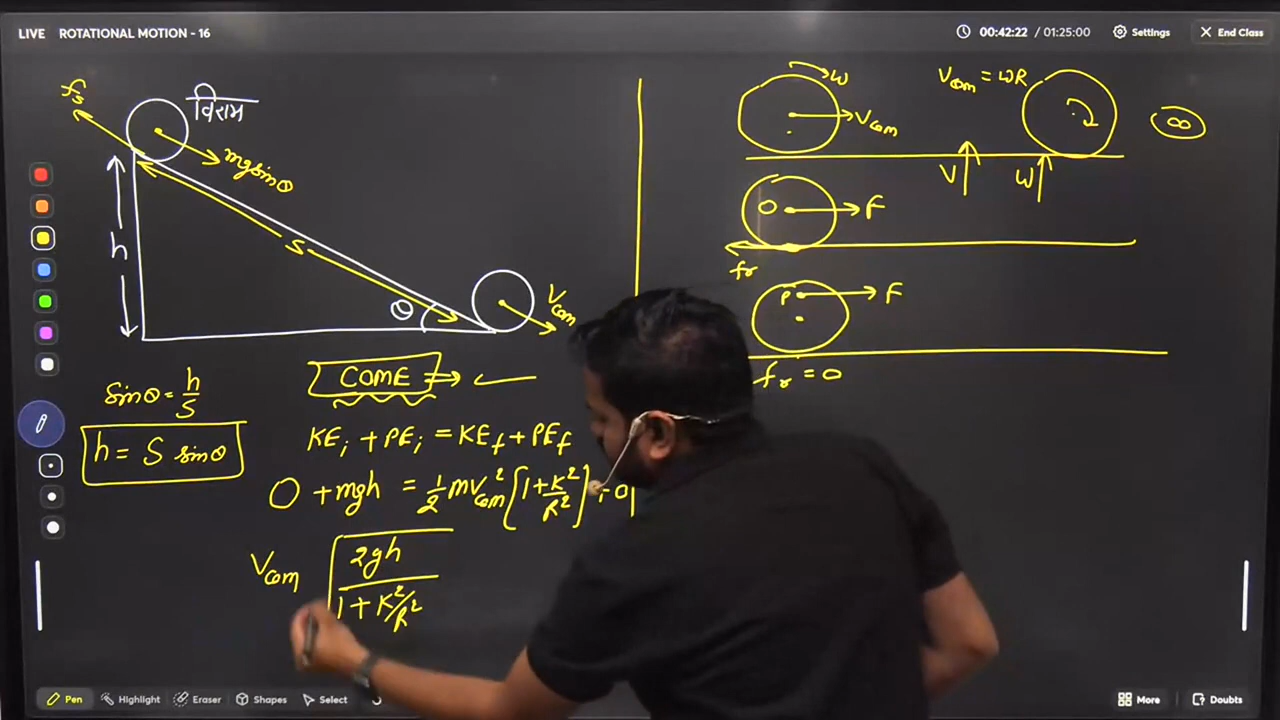 LIVE ROTATIONAL MOTION - 16
00:42:22 / 01:25:00 Settings End Class
fs
विराम
mg sinθ
h
S
θ
Vcom
sinθ = h/S
h = S sinθ
COME ⇒
KEi + PEi = KEf + PEf
0 + mgh = 1/2 mVcom² [1 + K²/R²] + 0
Vcom √(2gh / (1 + K²/R²))
ω
Vcom
Vcom = ωR
∞
V
ω
F
fr
P
F
fr = 0
Pen Highlight Eraser Shapes Select
More Doubts